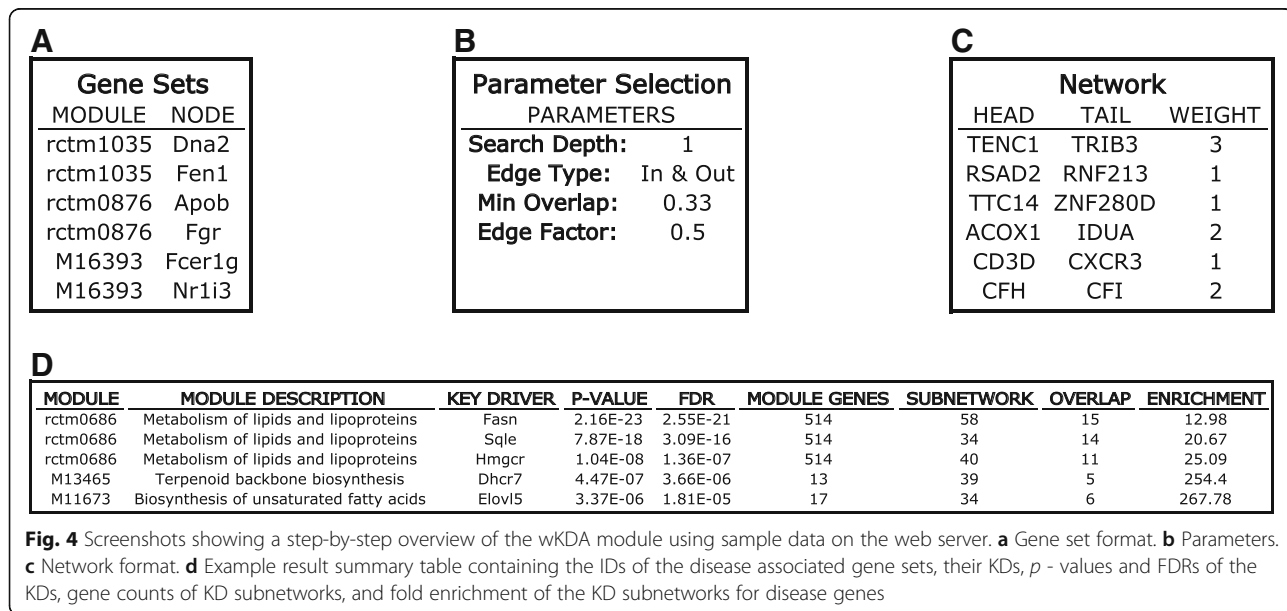 A
Gene Sets
MODULE NODE
rctm1035 Dna2
rctm1035 Fen1
rctm0876 Apob
rctm0876 Fgr
M16393 Fcer1g
M16393 Nr1i3
B
Parameter Selection
PARAMETERS
Search Depth: 1
Edge Type: In & Out
Min Overlap: 0.33
Edge Factor: 0.5
C
Network
HEAD TAIL WEIGHT
TENC1 TRIB3 3
RSAD2 RNF213 1
TTC14 ZNF280D 1
ACOX1 IDUA 2
CD3D CXCR3 1
CFH CFI 2
D
MODULE MODULE DESCRIPTION KEY DRIVER P-VALUE FDR MODULE GENES SUBNETWORK OVERLAP ENRICHMENT
rctm0686 Metabolism of lipids and lipoproteins Fasn 2.16E-23 2.55E-21 514 58 15 12.98
rctm0686 Metabolism of lipids and lipoproteins Sqle 7.87E-18 3.09E-16 514 34 14 20.67
rctm0686 Metabolism of lipids and lipoproteins Hmgcr 1.04E-08 1.36E-07 514 40 11 25.09
M13465 Terpenoid backbone biosynthesis Dhcr7 4.47E-07 3.66E-06 13 39 5 254.4
M11673 Biosynthesis of unsaturated fatty acids Elovl5 3.37E-06 1.81E-05 17 34 6 267.78
Fig. 4 Screenshots showing a step-by-step overview of the wKDA module using sample data on the web server. a Gene set format. b Parameters.
c Network format. d Example result summary table containing the IDs of the disease associated gene sets, their KDs, p - values and FDRs of the
KDs, gene counts of KD subnetworks, and fold enrichment of the KD subnetworks for disease genes